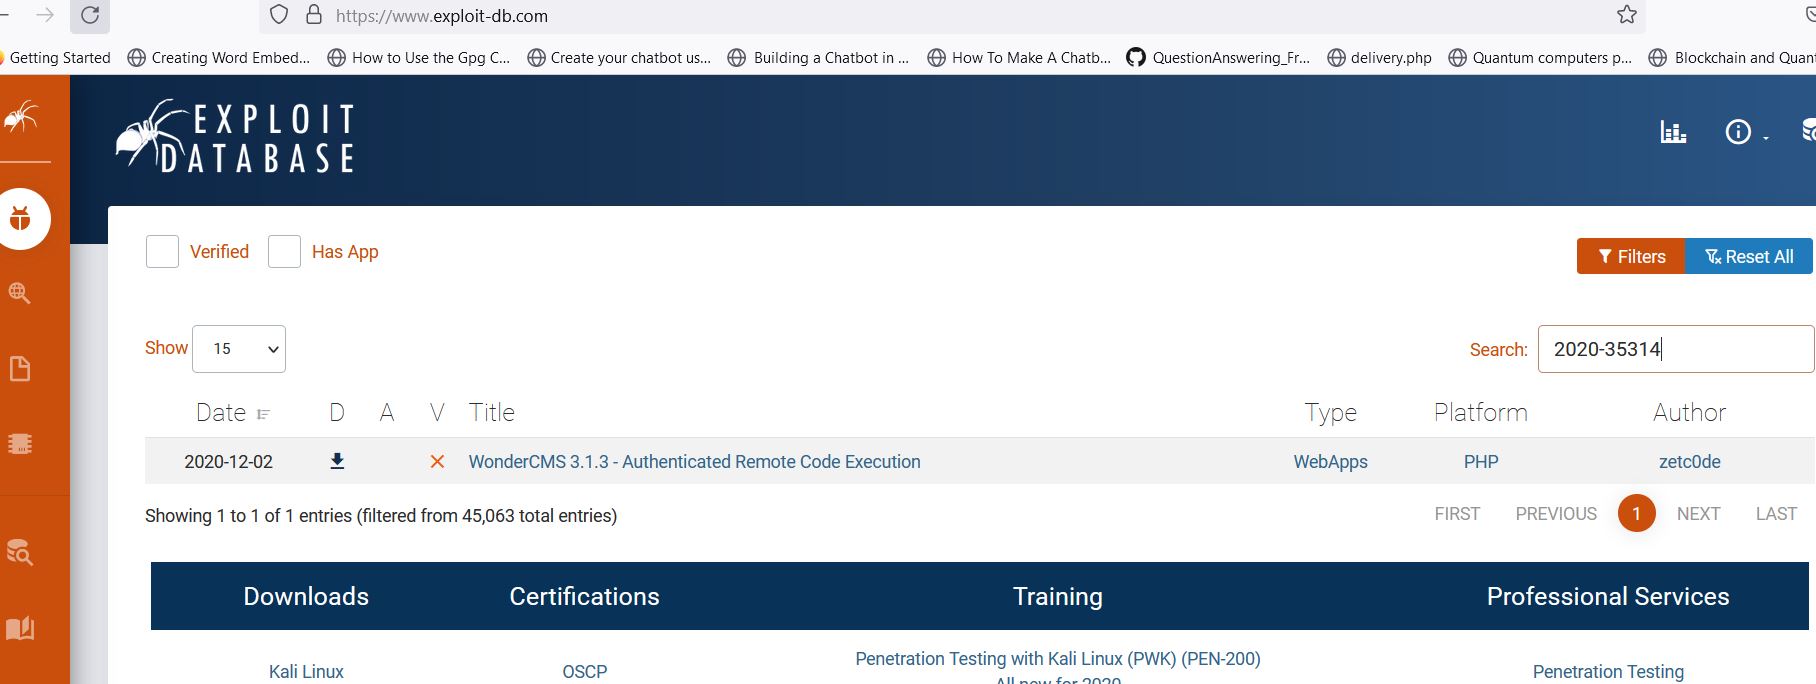 https://www.exploit-db.com
Getting Started Creating Word Embed... How to Use the Gpg C... Create your chatbot us... Building a Chatbot in ... How To Make A Chatb... QuestionAnswering_Fr... delivery.php Quantum computers p... Blockchain and Quan
EXPLOIT
DATABASE
Verified Has App
Filters Reset All
Show 15 Search: 2020-35314
Date D A V Title Type Platform Author
2020-12-02 WonderCMS 3.1.3 - Authenticated Remote Code Execution WebApps PHP zetc0de
Showing 1 to 1 of 1 entries (filtered from 45,063 total entries) FIRST PREVIOUS 1 NEXT LAST
Downloads Certifications Training Professional Services
Kali Linux OSCP Penetration Testing with Kali Linux (PWK) (PEN-200) Penetration Testing
All new for 2020